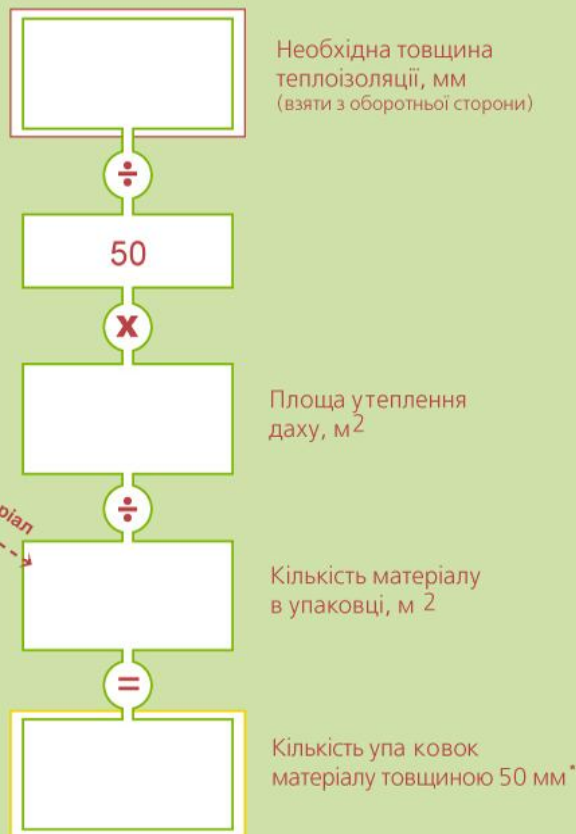 Необхідна товщина
теплоізоляції, мм
(взяти з оборотньої сторони)
÷
50
x
Площа утеплення
даху, м2
÷
ріал
Кількість матеріалу
в упаковці, м 2
=
Кількість упа ковок
матеріалу товщиною 50 мм*